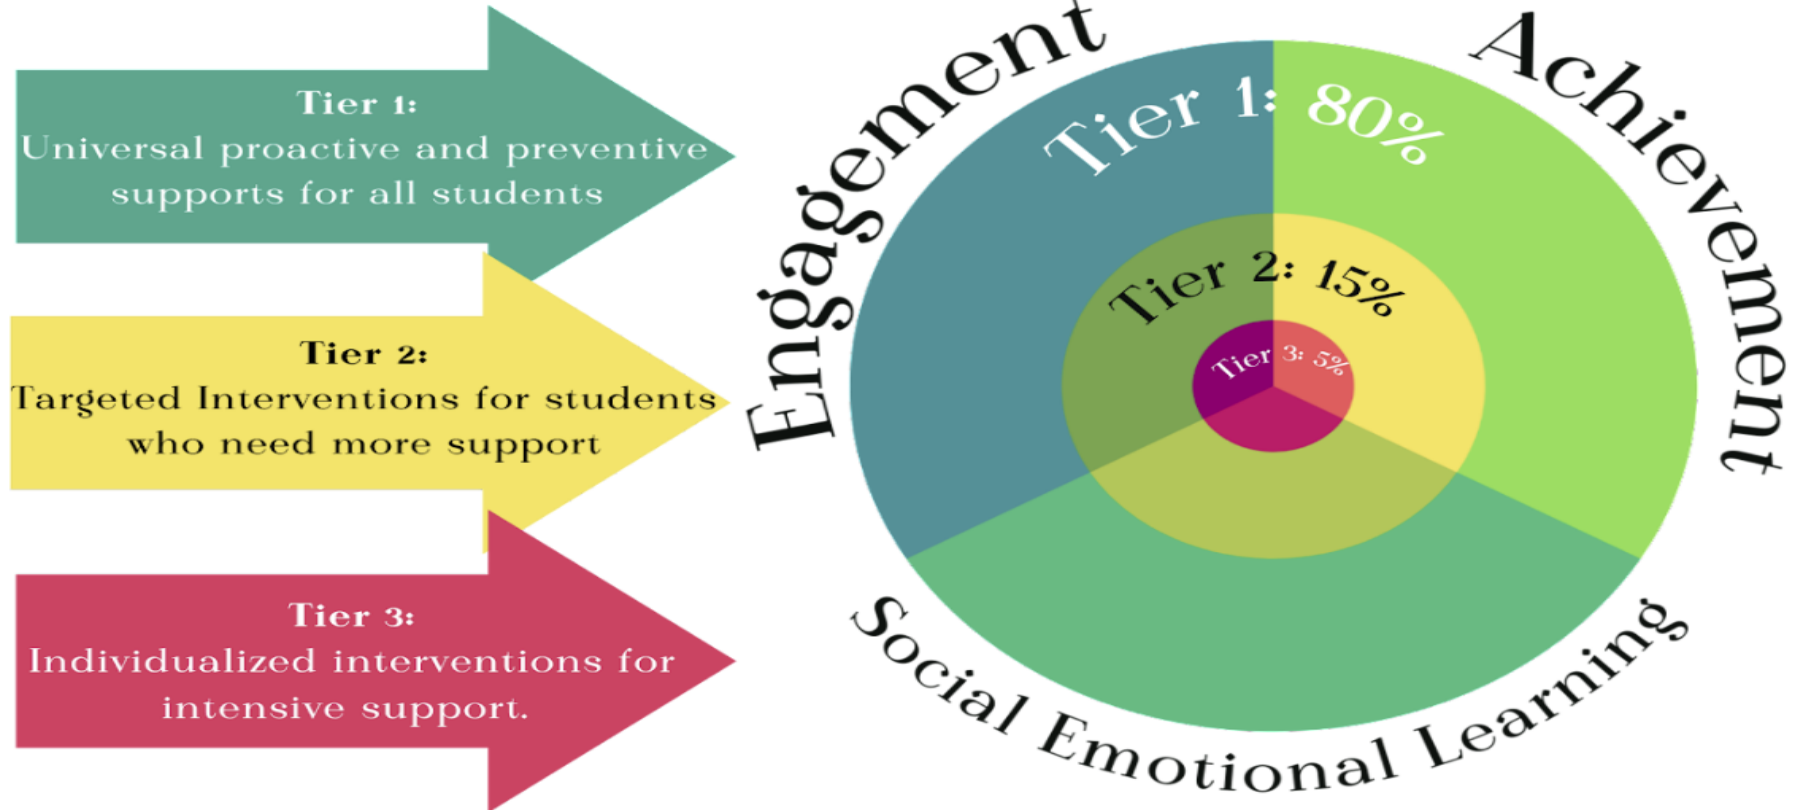 Tier 1:
Universal proactive and preventive
supports for all students
Tier 2:
Targeted Interventions for students
who need more support
Tier 3:
Individualized interventions for
intensive support.
Engagement
Achievement
Tier 1: 80%
Tier 2: 15%
Tier 3: 5%
Social Emotional Learning